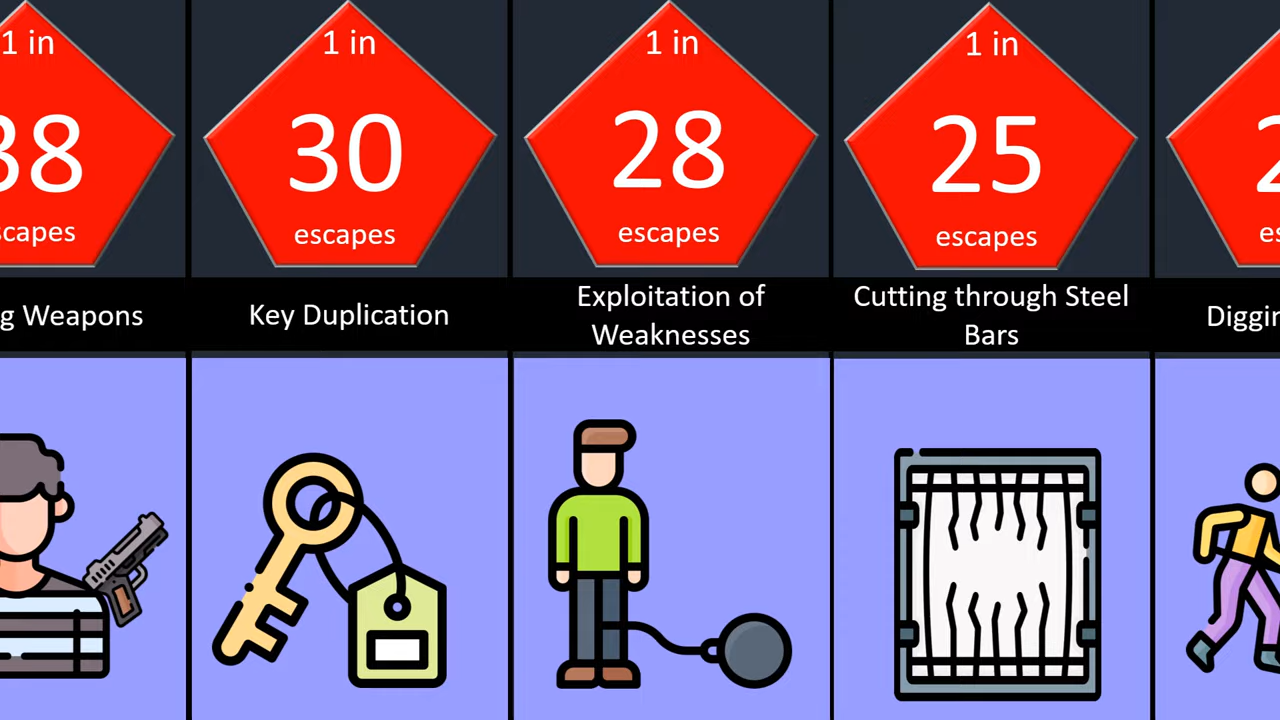 1 in
38
escapes
g Weapons
1 in
30
escapes
Key Duplication
1 in
28
escapes
Exploitation of
Weaknesses
1 in
25
escapes
Cutting through Steel
Bars